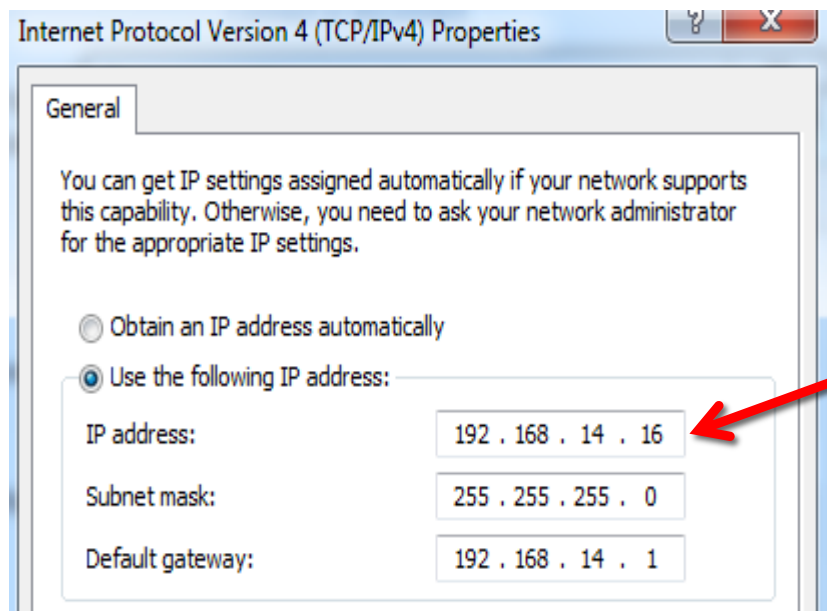 Internet Protocol Version 4 (TCP/IPv4) Properties
? X
General
You can get IP settings assigned automatically if your network supports
this capability. Otherwise, you need to ask your network administrator
for the appropriate IP settings.
Obtain an IP address automatically
Use the following IP address:
IP address: 192 . 168 . 14 . 16
Subnet mask: 255 . 255 . 255 . 0
Default gateway: 192 . 168 . 14 . 1